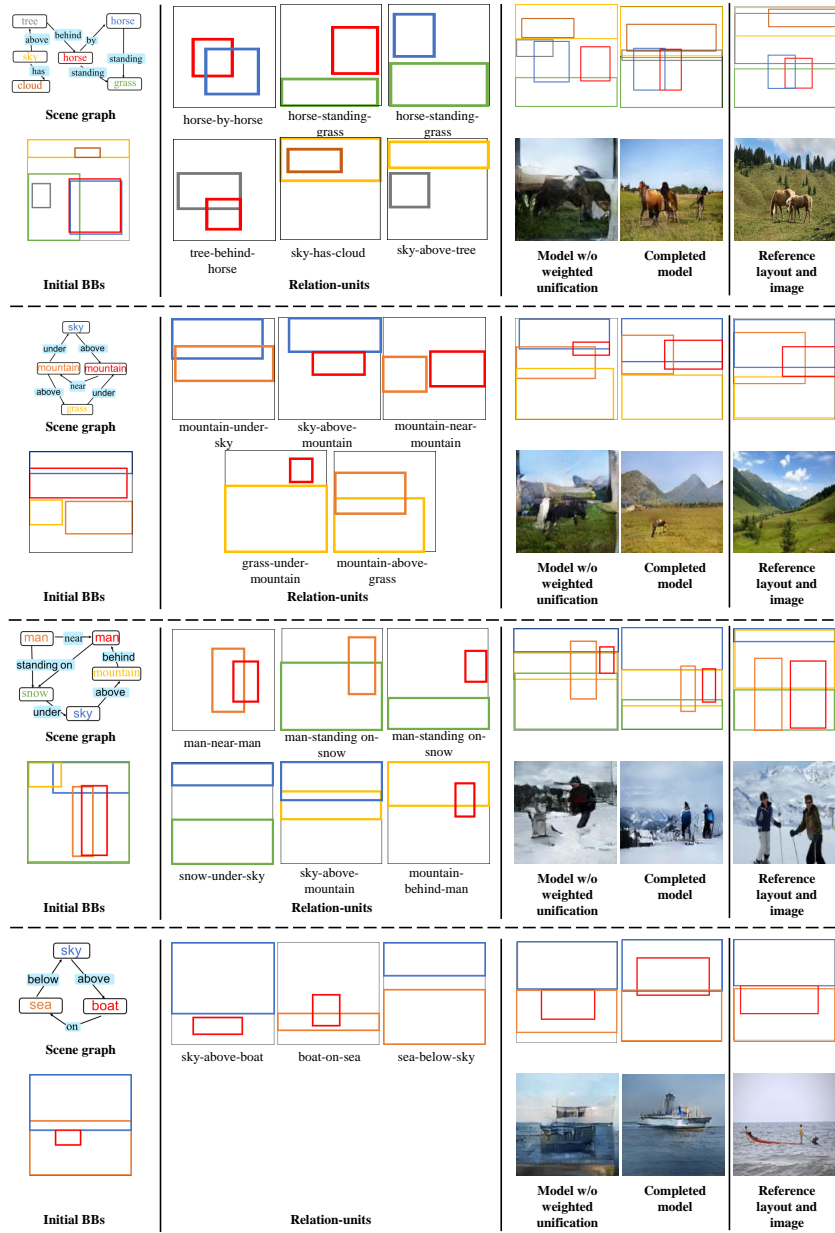 tree
horse
behind
by
above
sky
horse
standing
has
standing
cloud
grass
Scene graph
Initial BBs
horse-by-horse
horse-standing-
grass
horse-standing-
grass
tree-behind-
horse
sky-has-cloud
sky-above-tree
Relation-units
Model w/o
weighted
unification
Completed
model
Reference
layout and
image
sky
under
above
mountain
mountain
near
above
under
grass
Scene graph
Initial BBs
mountain-under-
sky
sky-above-
mountain
mountain-near-
mountain
grass-under-
mountain
mountain-above-
grass
Relation-units
Model w/o
weighted
unification
Completed
model
Reference
layout and
image
man
near
man
standing on
behind
mountain
snow
above
under
sky
Scene graph
Initial BBs
man-near-man
man-standing on-
snow
man-standing on-
snow
snow-under-sky
sky-above-
mountain
mountain-
behind-man
Relation-units
Model w/o
weighted
unification
Completed
model
Reference
layout and
image
sky
below
above
sea
boat
on
Scene graph
Initial BBs
sky-above-boat
boat-on-sea
sea-below-sky
Relation-units
Model w/o
weighted
unification
Completed
model
Reference
layout and
image